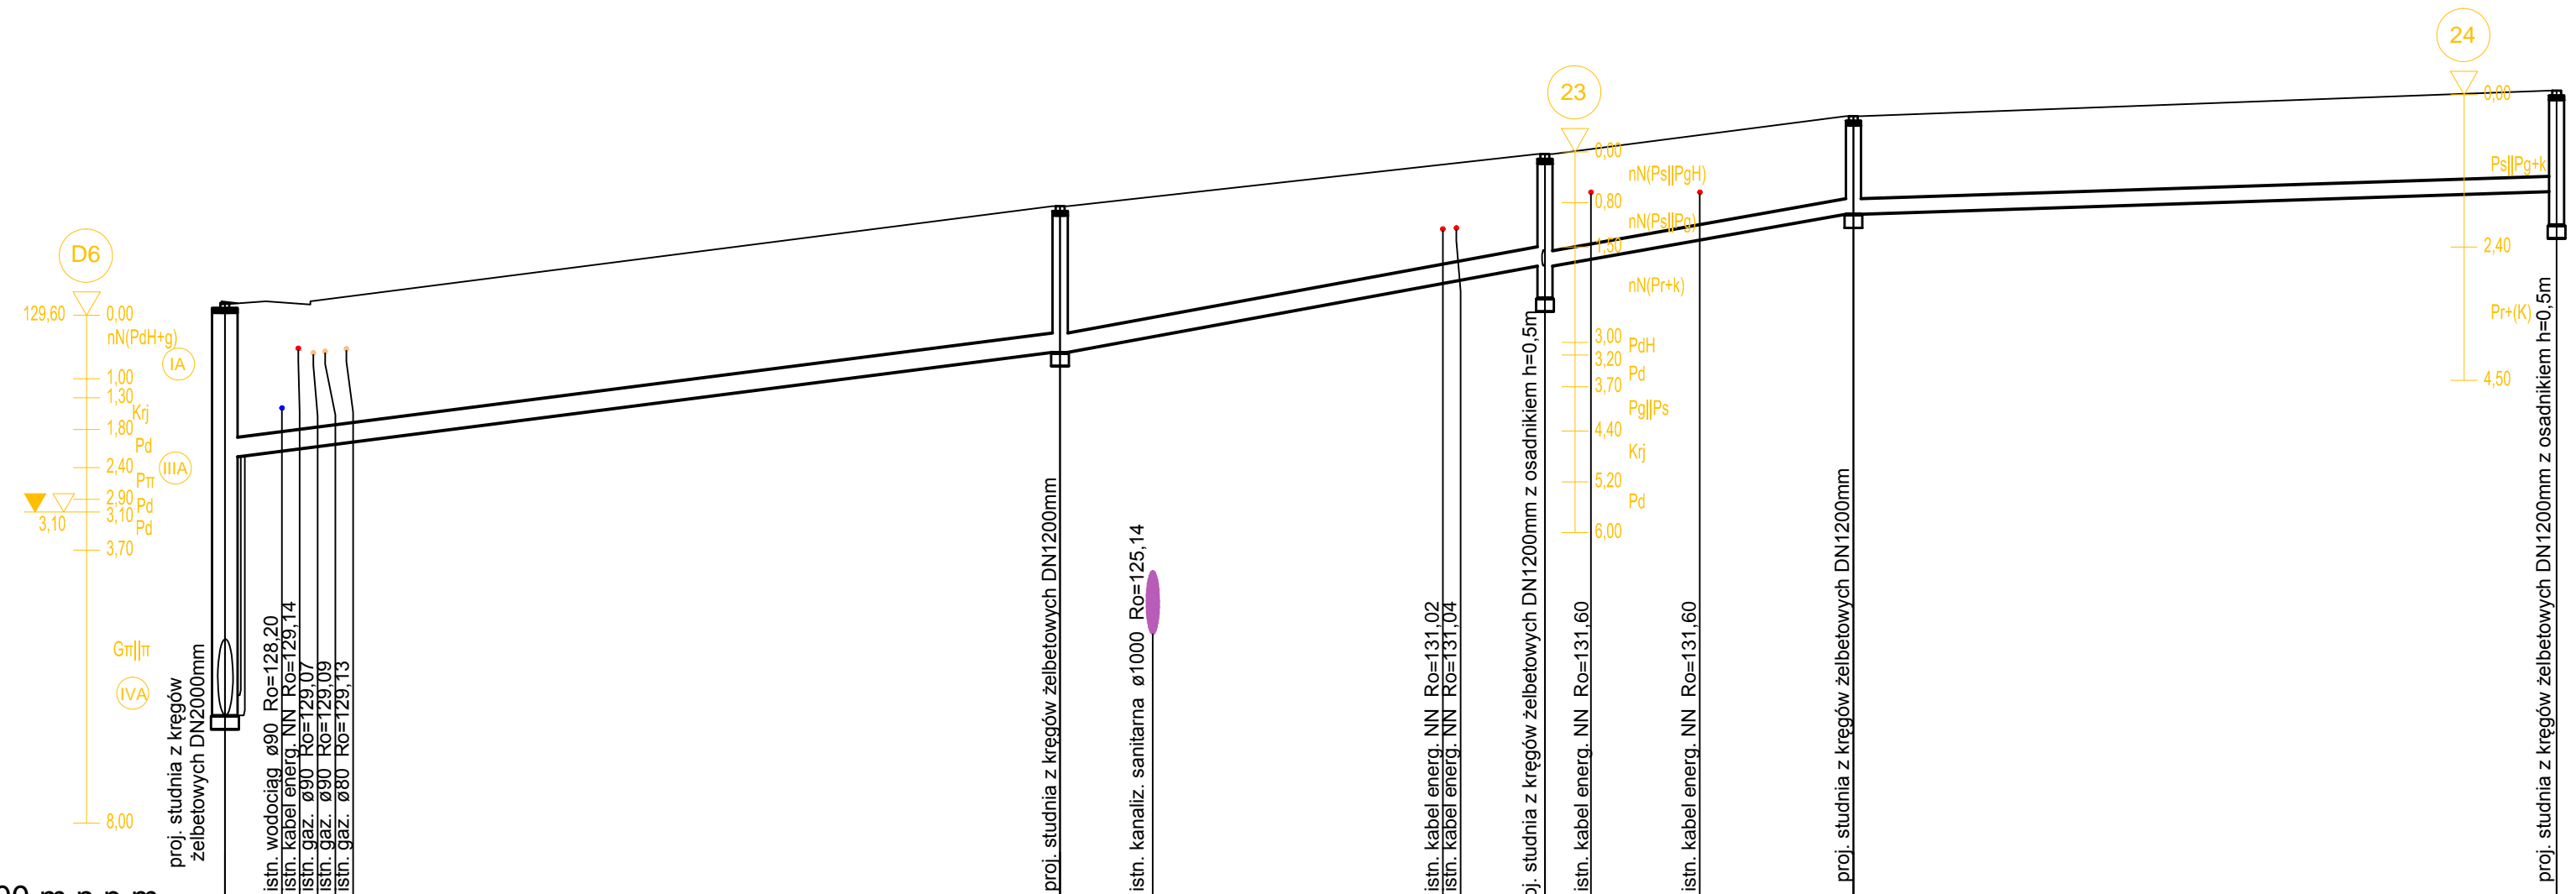 D6
129,60
0,00
nN(PdH+g)
IA
1,00
1,30
Krj
1,80
Pd
2,40
IIIA
Pπ
2,90
Pd
3,10
3,10
Pd
3,70
Gπ||π
IVA
8,00
proj. studnia z kręgów
żelbetowych DN2000mm
istn. wodociąg ø90 Ro=128,20
istn. kabel energ. NN Ro=129,14
istn. gaz. ø90 Ro=129,07
istn. gaz. ø90 Ro=129,09
istn. gaz. ø80 Ro=129,13
proj. studnia z kręgów żelbetowych DN1200mm
istn. kanaliz. sanitarna ø1000 Ro=125,14
istn. kabel energ. NN Ro=131,02
istn. kabel energ. NN Ro=131,04
oj. studnia z kręgów żelbetowych DN1200mm z osadnikiem h=0,5m
23
0,00
nN(Ps||PgH)
0,80
nN(Ps||Pg)
1,50
nN(Pr+k)
3,00
PdH
3,20
Pd
3,70
Pg||Ps
4,40
Krj
5,20
Pd
6,00
istn. kabel energ. NN Ro=131,60
istn. kabel energ. NN Ro=131,60
proj. studnia z kręgów żelbetowych DN1200mm
24
0,00
Ps||Pg+k
2,40
Pr+(K)
4,50
proj. studnia z kręgów żelbetowych DN1200mm z osadnikiem h=0,5m
00 m n.p.m.